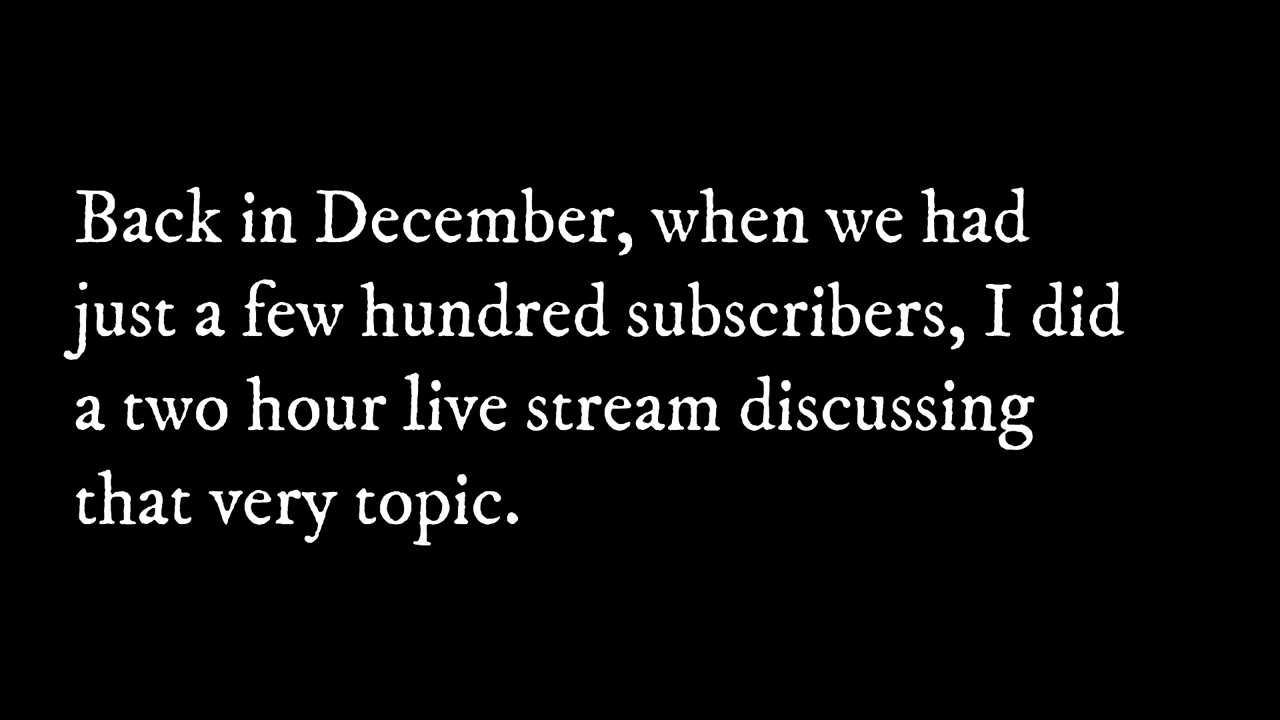 Back in December, when we had
just a few hundred subscribers, I did
a two hour live stream discussing
that very topic.